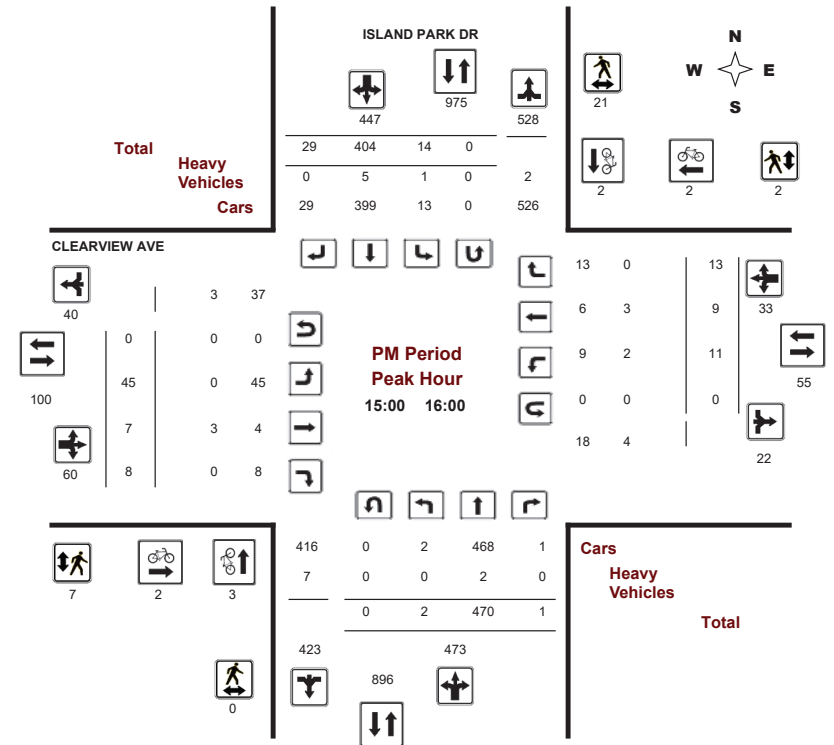 ISLAND PARK DR
N
W E
S
975
447
528
21
Total
29 404 14 0
Heavy
Vehicles
0 5 1 0 2
Cars
29 399 13 0 526
2 2 2
CLEARVIEW AVE
40
3 37
13 0 13
0 0 0
6 3 9 33
PM Period
Peak Hour
15:00 16:00
45 0 45
9 2 11
100
55
0 0 0
7 3 4
18 4
60
8 0 8
22
416 0 2 468 1
Cars
7 0 0 2 0
Heavy
Vehicles
7 2 3
0 2 470 1
Total
423 473
896
0